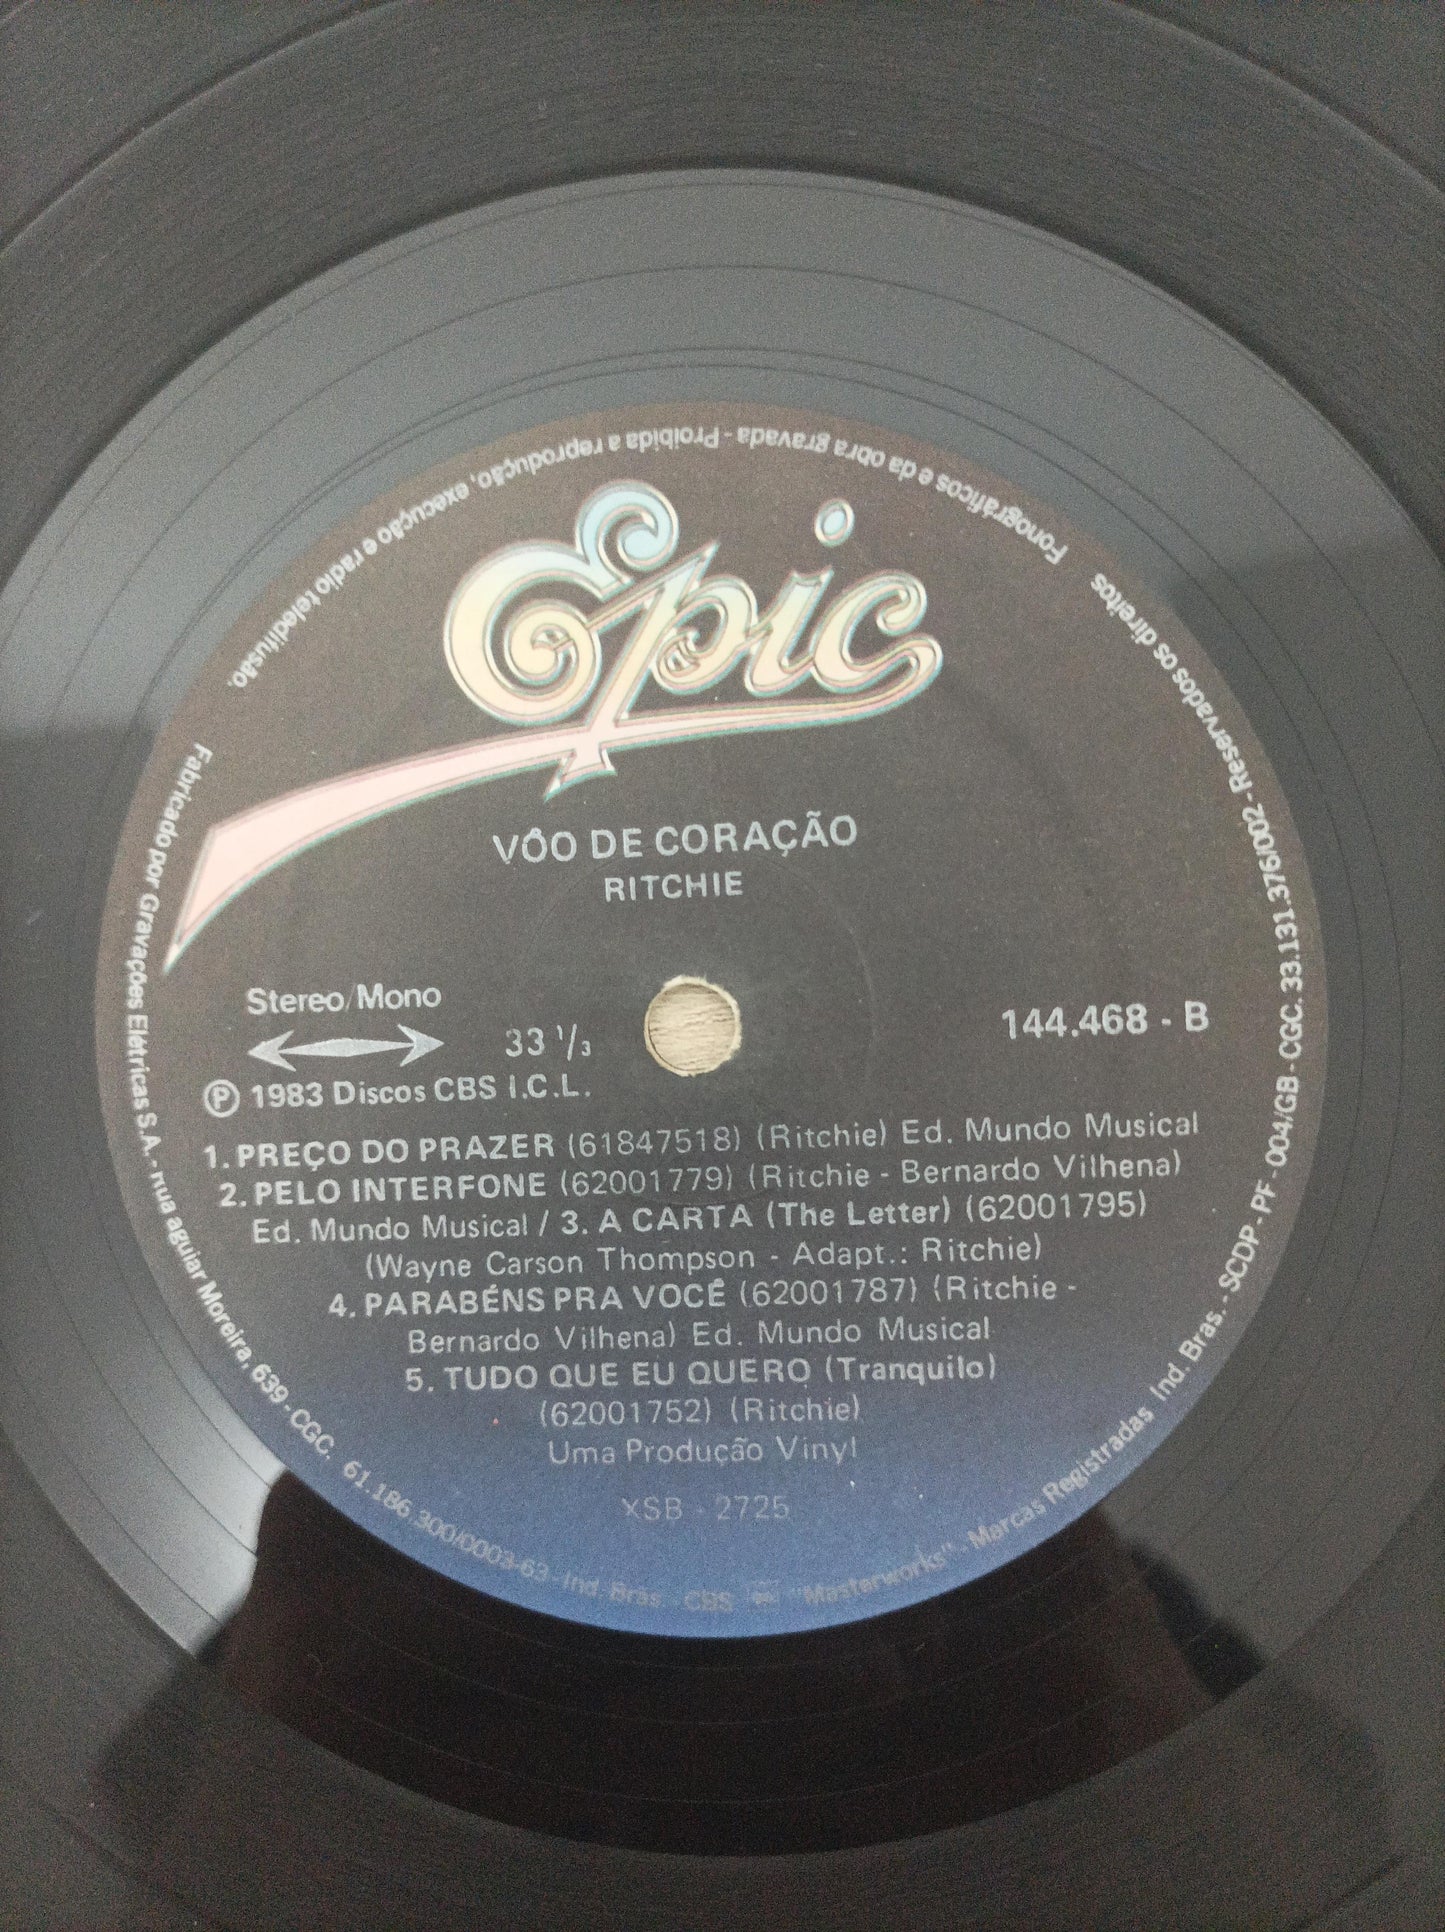 Epic
VÔO DE CORAÇÃO
RITCHIE
Stereo/Mono
33 1/3
144.468 - B
Ⓟ 1983 Discos CBS I.C.L.
1. PREÇO DO PRAZER (61847518) (Ritchie) Ed. Mundo Musical
2. PELO INTERFONE (62001779) (Ritchie - Bernardo Vilhena)
Ed. Mundo Musical / 3. A CARTA (The Letter) (62001795)
(Wayne Carson Thompson - Adapt.: Ritchie)
4. PARABÉNS PRA VOCÊ (62001787) (Ritchie -
Bernardo Vilhena) Ed. Mundo Musical
5. TUDO QUE EU QUERO (Tranquilo)
(62001752) (Ritchie)
Uma Produção Vinyl
XSB - 2725
Fabricado por Gravações Elétricas S.A. - rua aguiar Moreira, 639 - CGC. 61.186.300/0003-63 - Ind. Bras. - CBS "Masterworks" - Marcas Registradas Ind. Bras. - SCDP - PF - 004/GB - CGC. 33.131.376/002 - Reservados os direitos
Fonográficos e da obra gravada - Proibida a reprodução, execução e radio teledifusão.